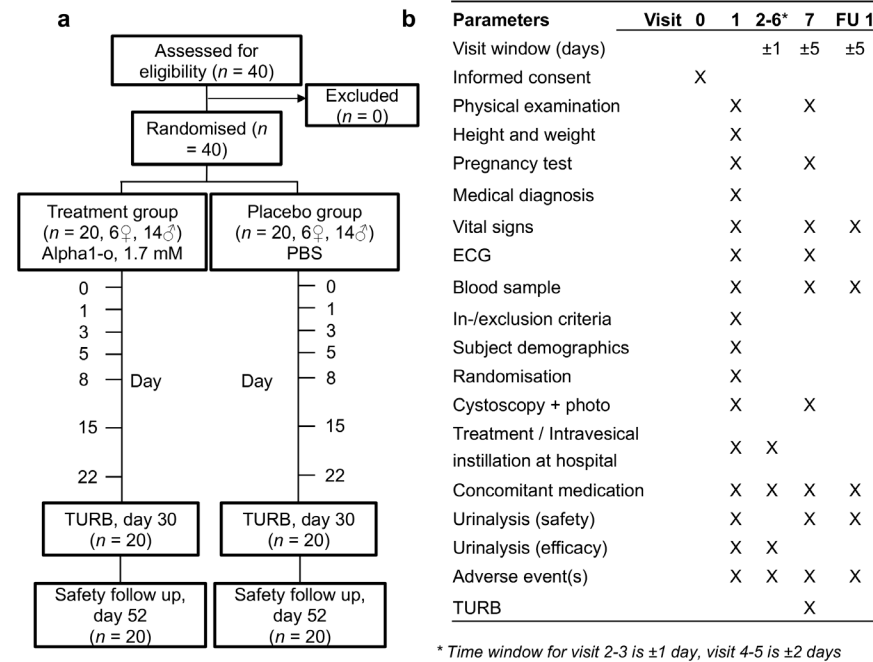 a
Assessed for
eligibility (n = 40)
Excluded
(n = 0)
Randomised (n
= 40)
Treatment group
(n = 20, 6♀, 14♂)
Alpha1-o, 1.7 mM
Placebo group
(n = 20, 6♀, 14♂)
PBS
0 0
1 1
3 3
5 5
8 Day Day 8
15 15
22 22
TURB, day 30
(n = 20)
TURB, day 30
(n = 20)
Safety follow up,
day 52
(n = 20)
Safety follow up,
day 52
(n = 20)
b
Parameters Visit 0 1 2-6* 7 FU 1
Visit window (days) ±1 ±5 ±5
Informed consent X
Physical examination X X
Height and weight X
Pregnancy test X X
Medical diagnosis X
Vital signs X X X
ECG X X
Blood sample X X X
In-/exclusion criteria X
Subject demographics X
Randomisation X
Cystoscopy + photo X X
Treatment / Intravesical
instillation at hospital X X
Concomitant medication X X X X
Urinalysis (safety) X X X
Urinalysis (efficacy) X X
Adverse event(s) X X X X
TURB X
* Time window for visit 2-3 is ±1 day, visit 4-5 is ±2 days